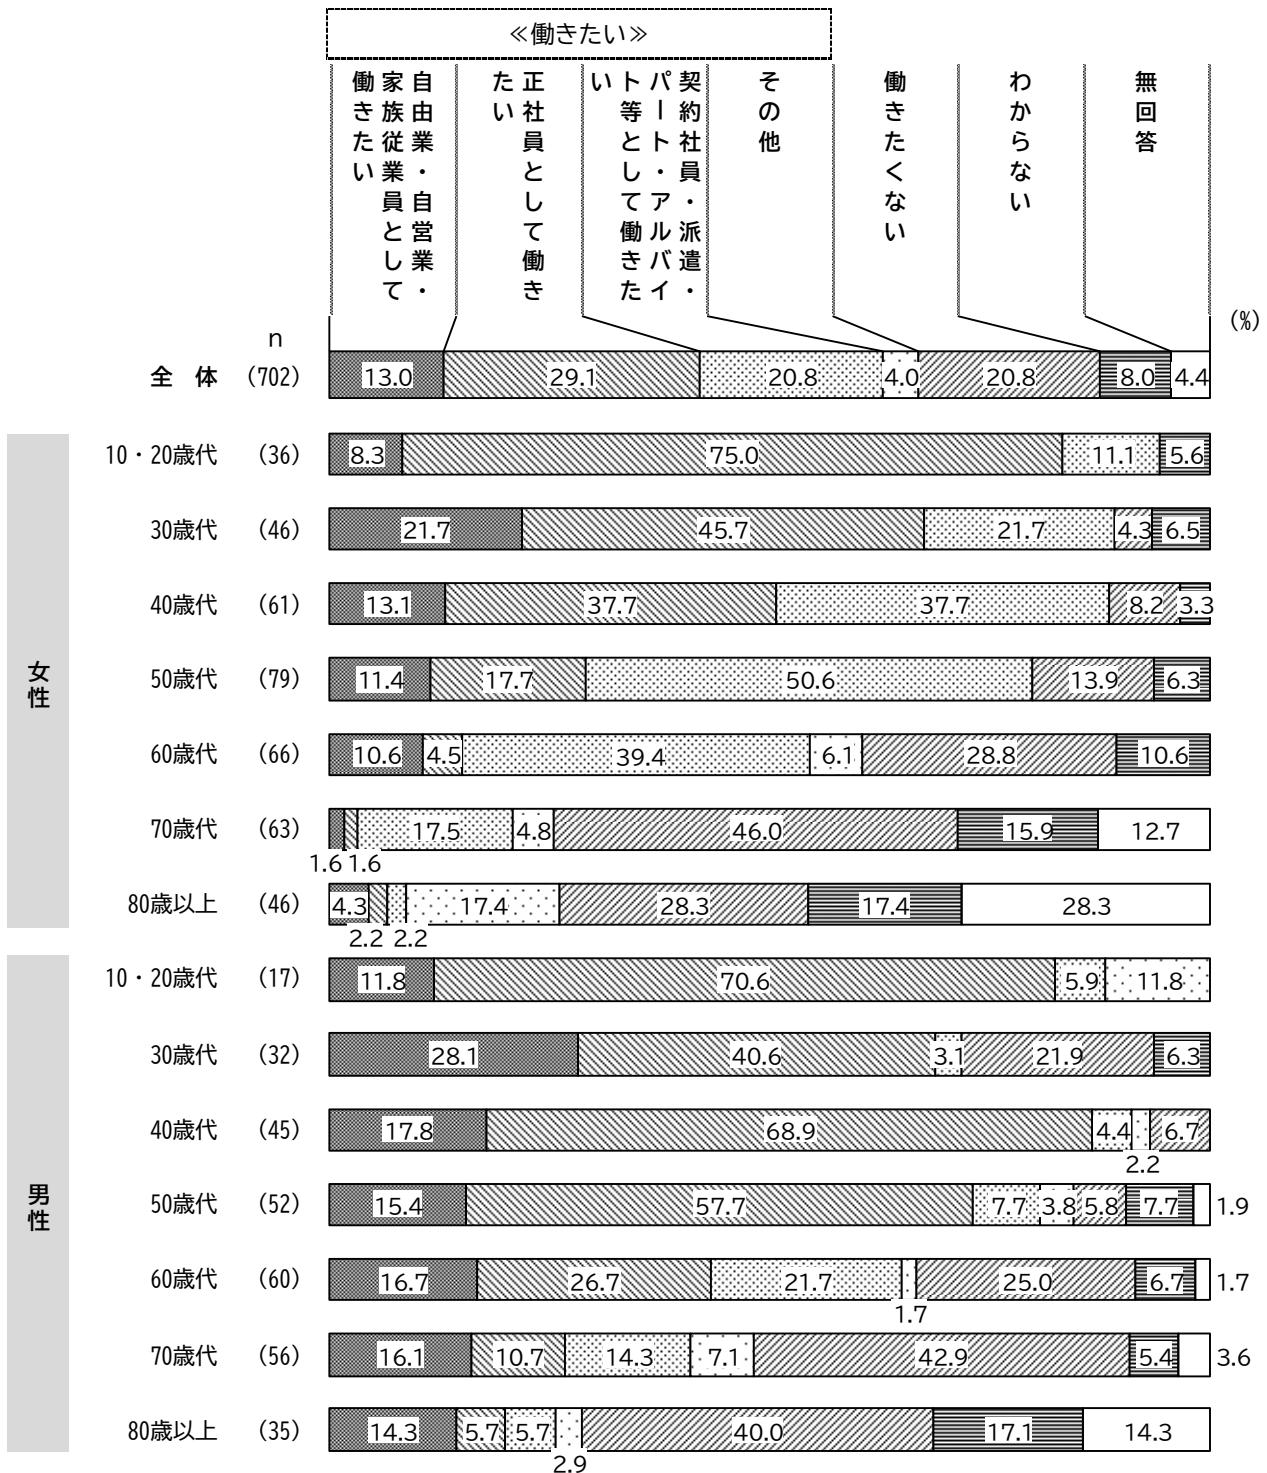 ≪働きたい≫
自由業・自営業・
家族従業員として
働きたい
正社員として働き
たい
契約社員・派遣・
パート・アルバイ
ト等として働きた
い
その他
働きたくない
わからない
無回答
(%)
n
全 体 (702) 13.0 29.1 20.8 4.0 20.8 8.0 4.4
女性
10・20歳代 (36) 8.3 75.0 11.1 5.6
30歳代 (46) 21.7 45.7 21.7 4.3 6.5
40歳代 (61) 13.1 37.7 37.7 8.2 3.3
50歳代 (79) 11.4 17.7 50.6 13.9 6.3
60歳代 (66) 10.6 4.5 39.4 6.1 28.8 10.6
70歳代 (63) 17.5 4.8 46.0 15.9 12.7
1.6 1.6
80歳以上 (46) 4.3 17.4 28.3 17.4 28.3
2.2 2.2
男性
10・20歳代 (17) 11.8 70.6 5.9 11.8
30歳代 (32) 28.1 40.6 3.1 21.9 6.3
40歳代 (45) 17.8 68.9 4.4 6.7
2.2
50歳代 (52) 15.4 57.7 7.7 3.8 5.8 7.7 1.9
60歳代 (60) 16.7 26.7 21.7 25.0 6.7 1.7
1.7
70歳代 (56) 16.1 10.7 14.3 7.1 42.9 5.4 3.6
80歳以上 (35) 14.3 5.7 5.7 40.0 17.1 14.3
2.9